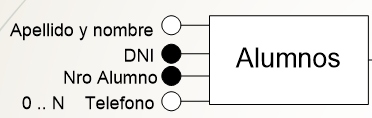 Apellido y nombre
DNI
Nro Alumno
0 .. N Telefono
Alumnos